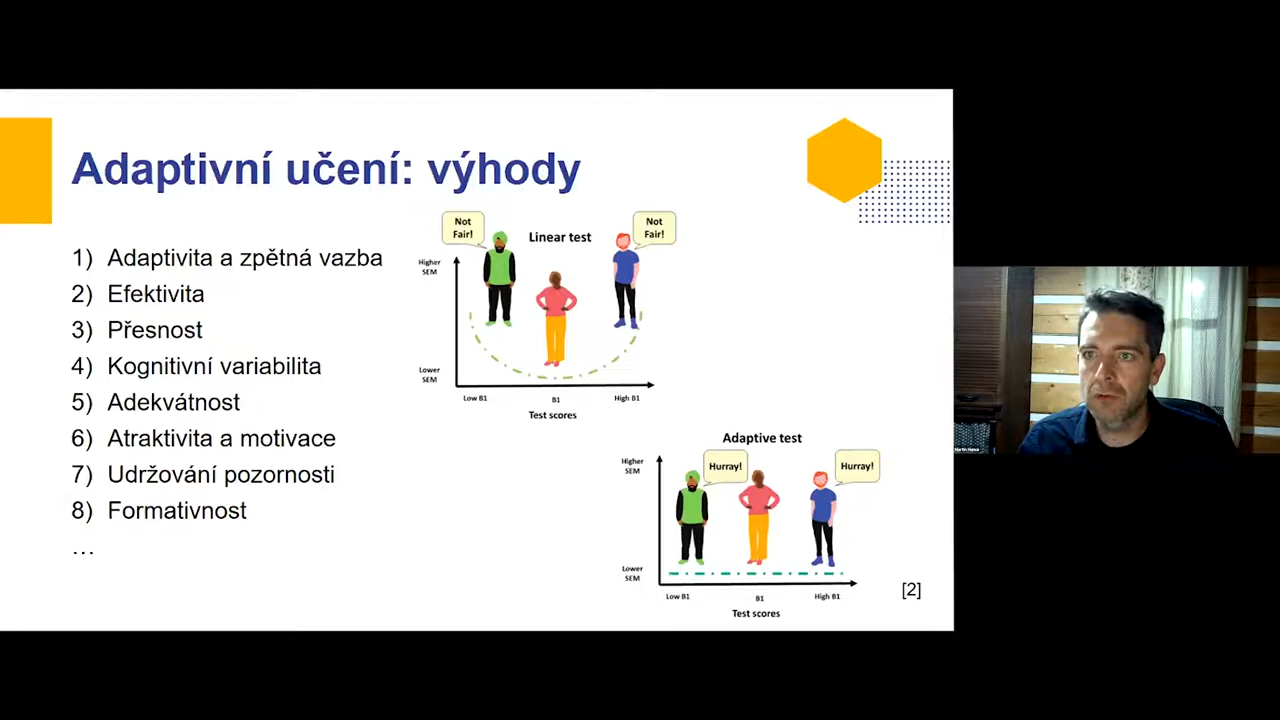 Adaptivní učení: výhody
1) Adaptivita a zpětná vazba
2) Efektivita
3) Přesnost
4) Kognitivní variabilita
5) Adekvátnost
6) Atraktivita a motivace
7) Udržování pozornosti
8) Formativnost
…
Not
Fair!
Linear test
Not
Fair!
Higher
SEM
Lower
SEM
Low B1
B1
High B1
Test scores
Adaptive test
Higher
SEM
Hurray!
Hurray!
Lower
SEM
Low B1
B1
High B1
Test scores
[2]